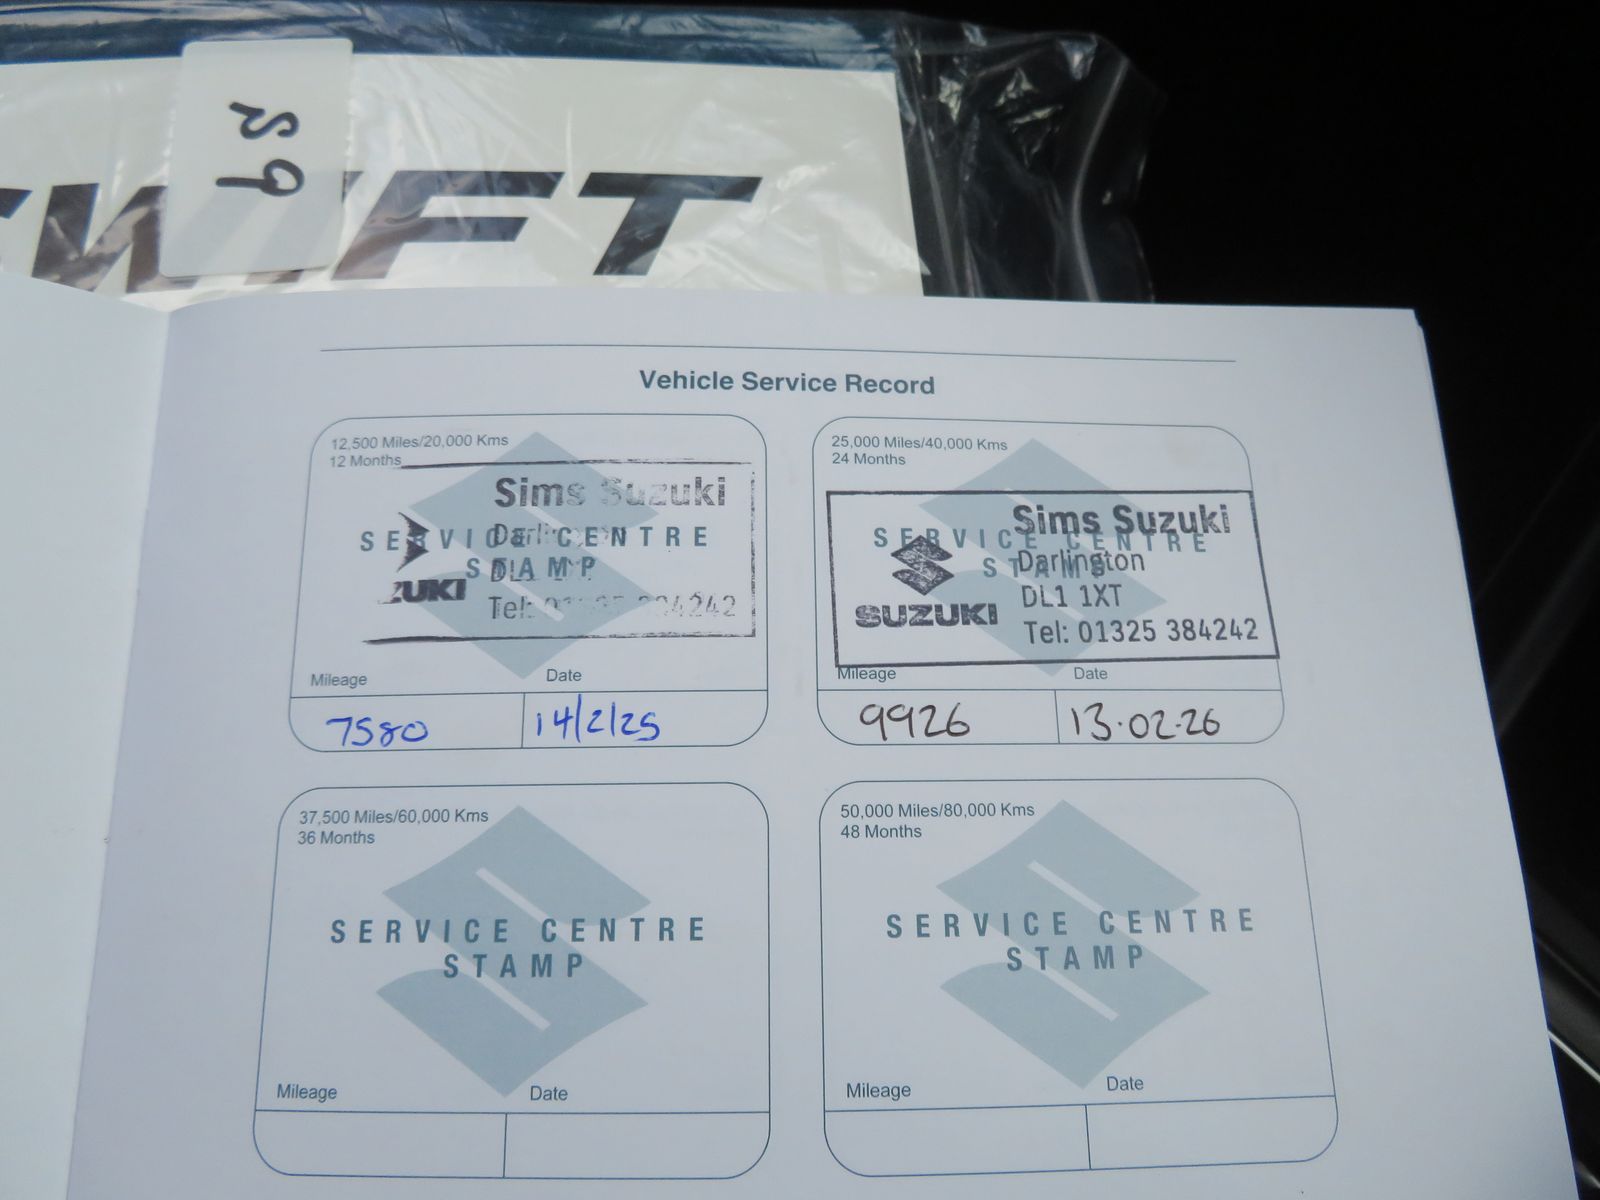 SWIFT
Vehicle Service Record
12,500 Miles/20,000 Kms
12 Months
Sims Suzuki
SERVICE CENTRE
STAMP
Tel:
Mileage
Date
7580
14/2/25
25,000 Miles/40,000 Kms
24 Months
SERVICE CENTRE
STAMP
Sims Suzuki
Darlington
DL1 1XT
Tel: 01325 384242
SUZUKI
Mileage
Date
9926
13.02.26
37,500 Miles/60,000 Kms
36 Months
SERVICE CENTRE
STAMP
Mileage
Date
50,000 Miles/80,000 Kms
48 Months
SERVICE CENTRE
STAMP
Mileage
Date